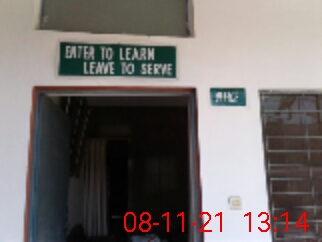 ENTER TO LEARN
LEAVE TO SERVE
08-11-21 13:14